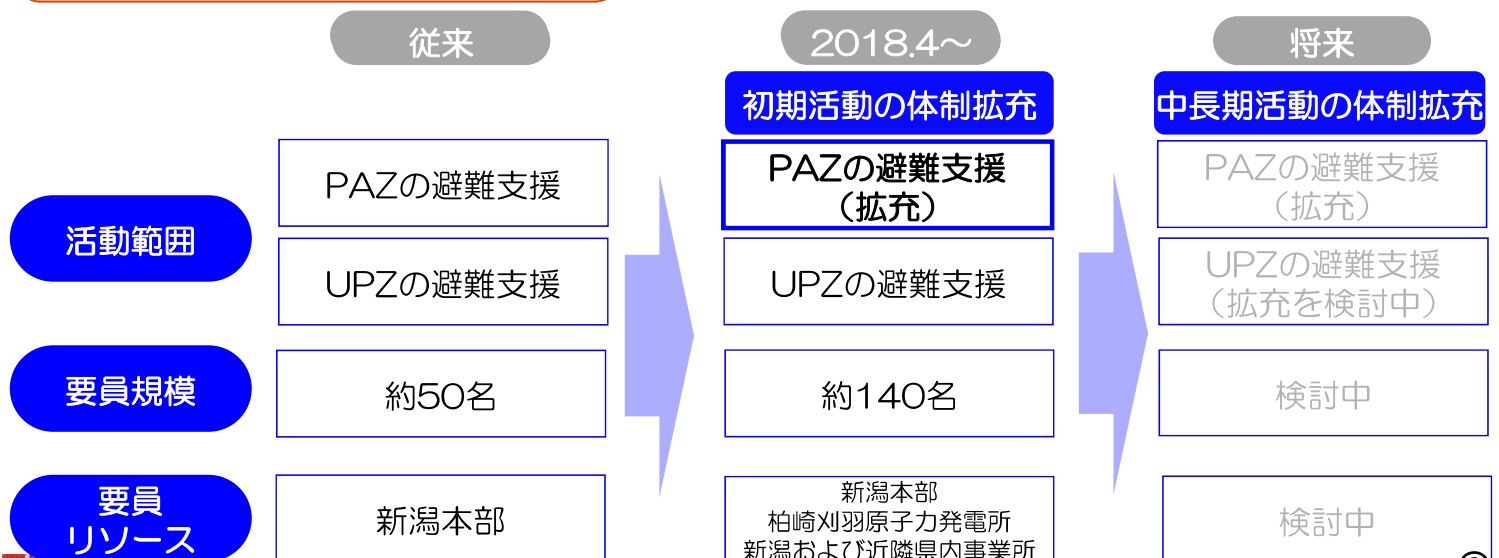 従来
2018.4～
将来
初期活動の体制拡充
中長期活動の体制拡充
活動範囲
PAZの避難支援
PAZの避難支援
（拡充）
PAZの避難支援
（拡充）
UPZの避難支援
UPZの避難支援
UPZの避難支援
（拡充を検討中）
要員規模
約50名
約140名
検討中
要員
リソース
新潟本部
新潟本部
柏崎刈羽原子力発電所
新潟および近隣県内事業所
検討中